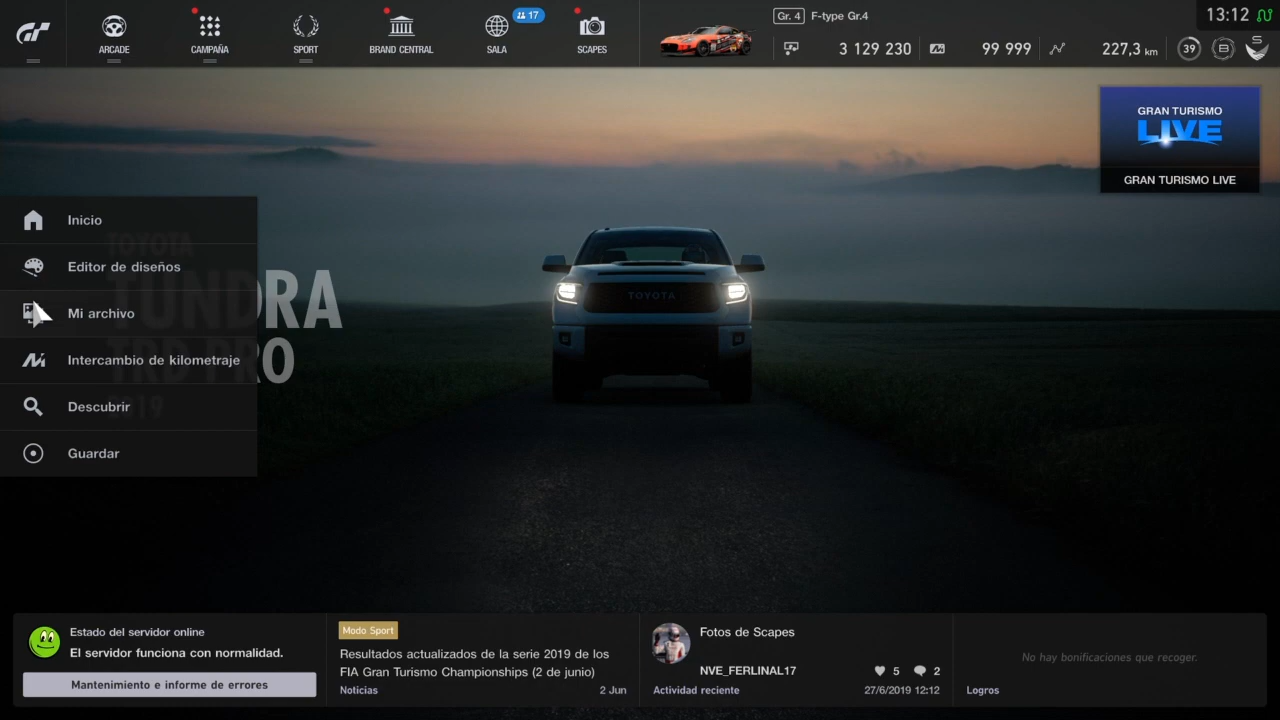 GT
ARCADE
CAMPAÑA
SPORT
BRAND CENTRAL
SALA
17
SCAPES
Gr. 4
F-type Gr.4
3 129 230
99 999
227,3 km
13:12
39
B
S
GRAN TURISMO
LIVE
GRAN TURISMO LIVE
Inicio
TOYOTA
Editor de diseños
TUNDRA
Mi archivo
Intercambio de kilometraje
TRD PRO
Descubrir
2019
Guardar
TOYOTA
Estado del servidor online
El servidor funciona con normalidad.
Mantenimiento e informe de errores
Modo Sport
Resultados actualizados de la serie 2019 de los
FIA Gran Turismo Championships (2 de junio)
Noticias
2 Jun
Fotos de Scapes
NVE_FERLINAL17
5
2
Actividad reciente
27/6/2019 12:12
No hay bonificaciones que recoger.
Logros